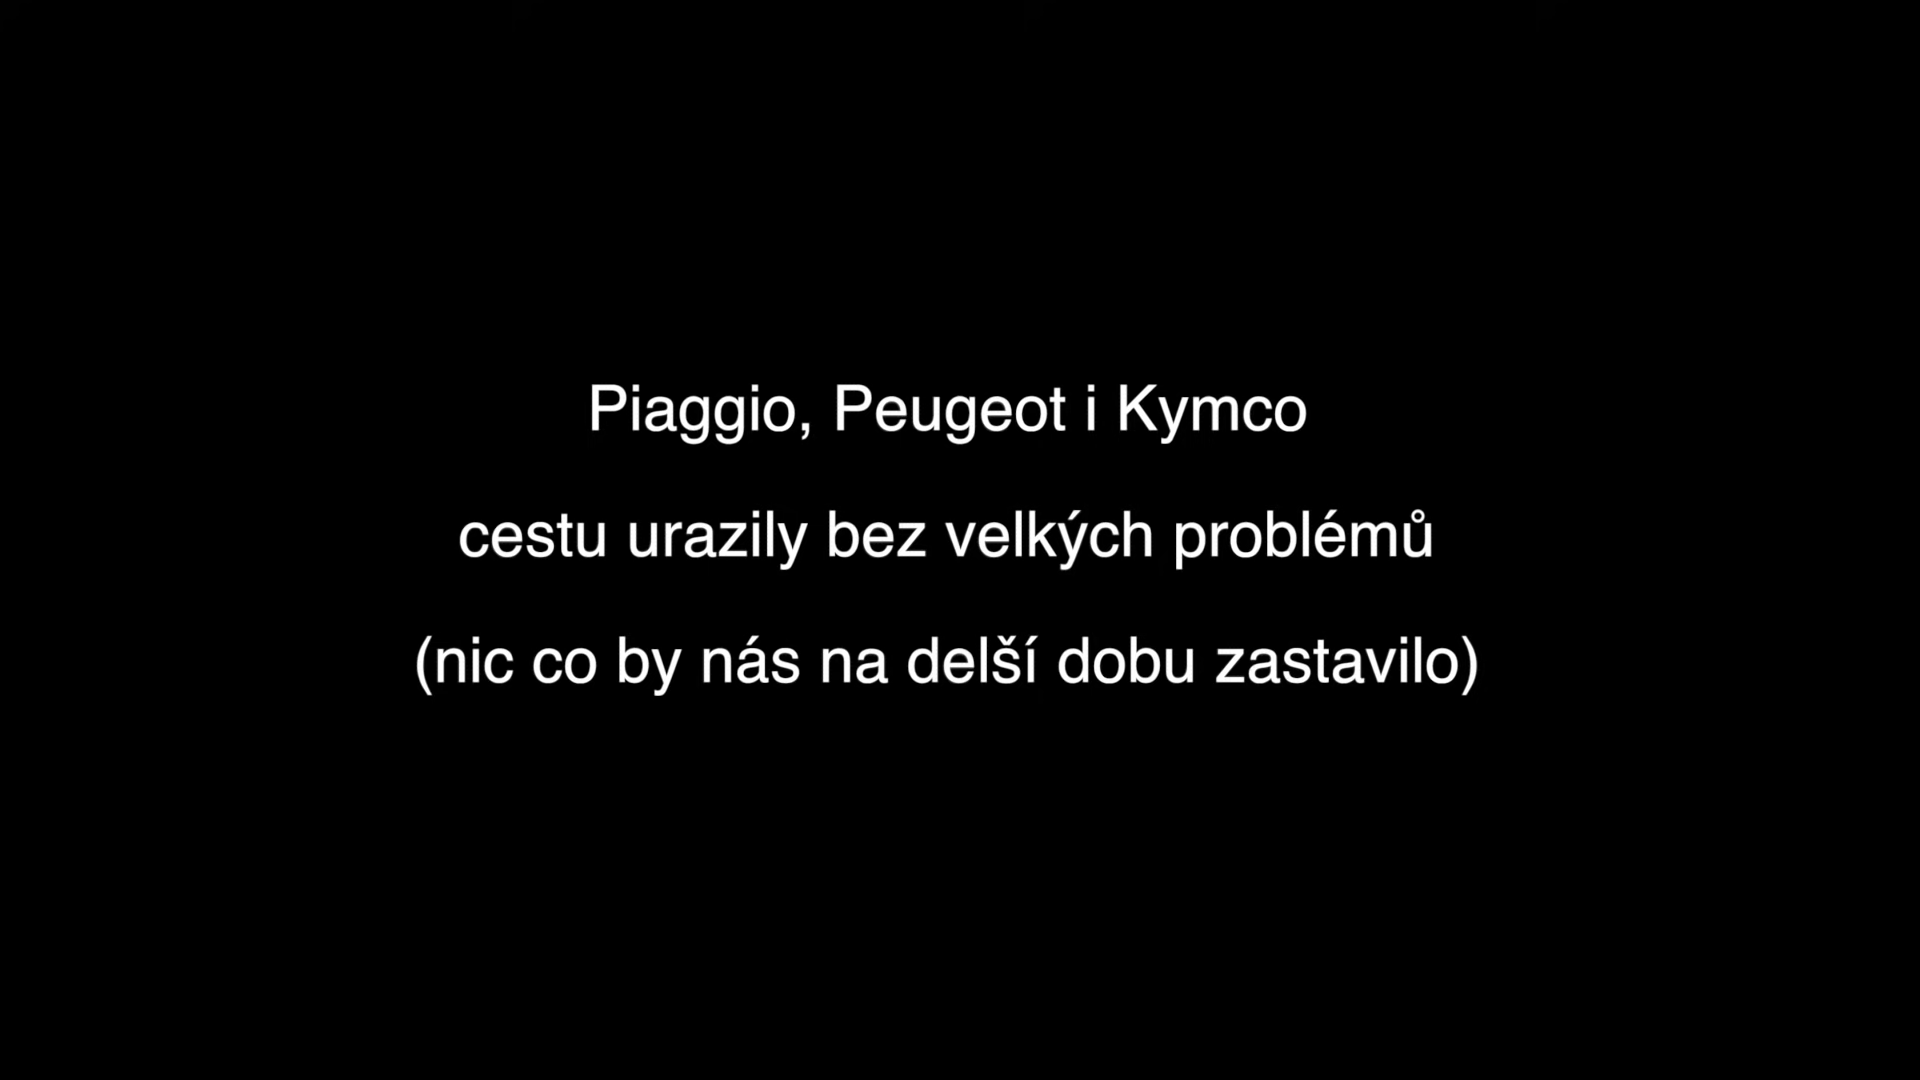 Piaggio, Peugeot i Kymco
cestu urazily bez velkých problémů
(nic co by nás na delší dobu zastavilo)